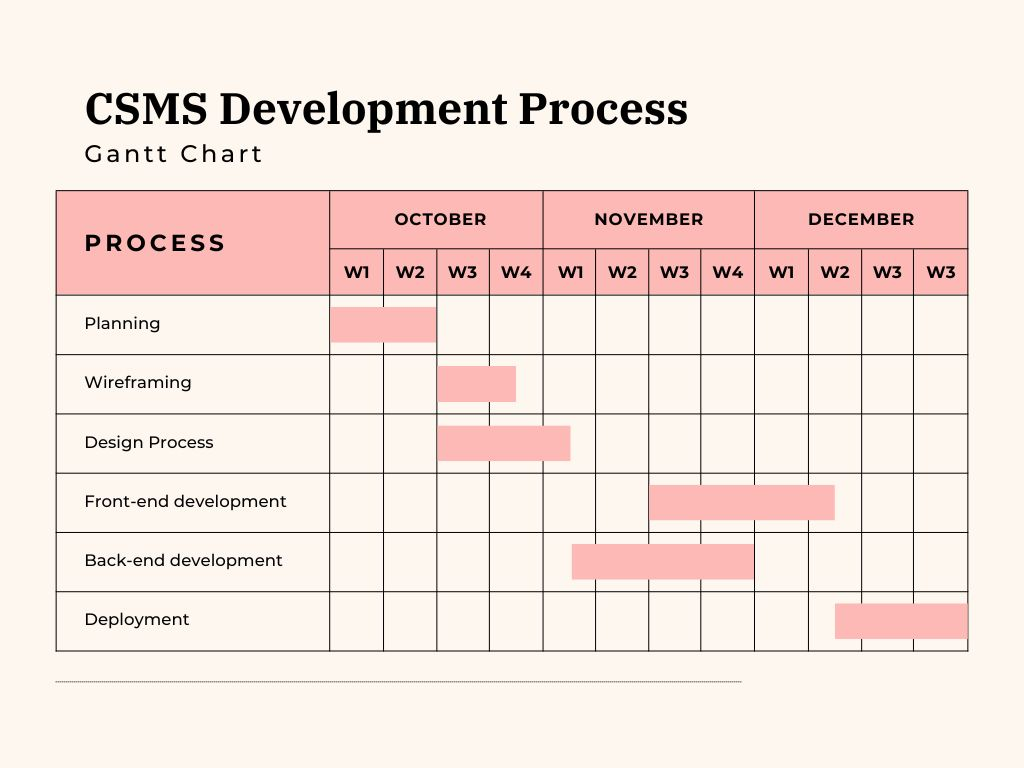 CSMS Development Process
Gantt Chart
PROCESS
OCTOBER NOVEMBER DECEMBER
W1 W2 W3 W4 W1 W2 W3 W4 W1 W2 W3 W3
Planning
Wireframing
Design Process
Front-end development
Back-end development
Deployment